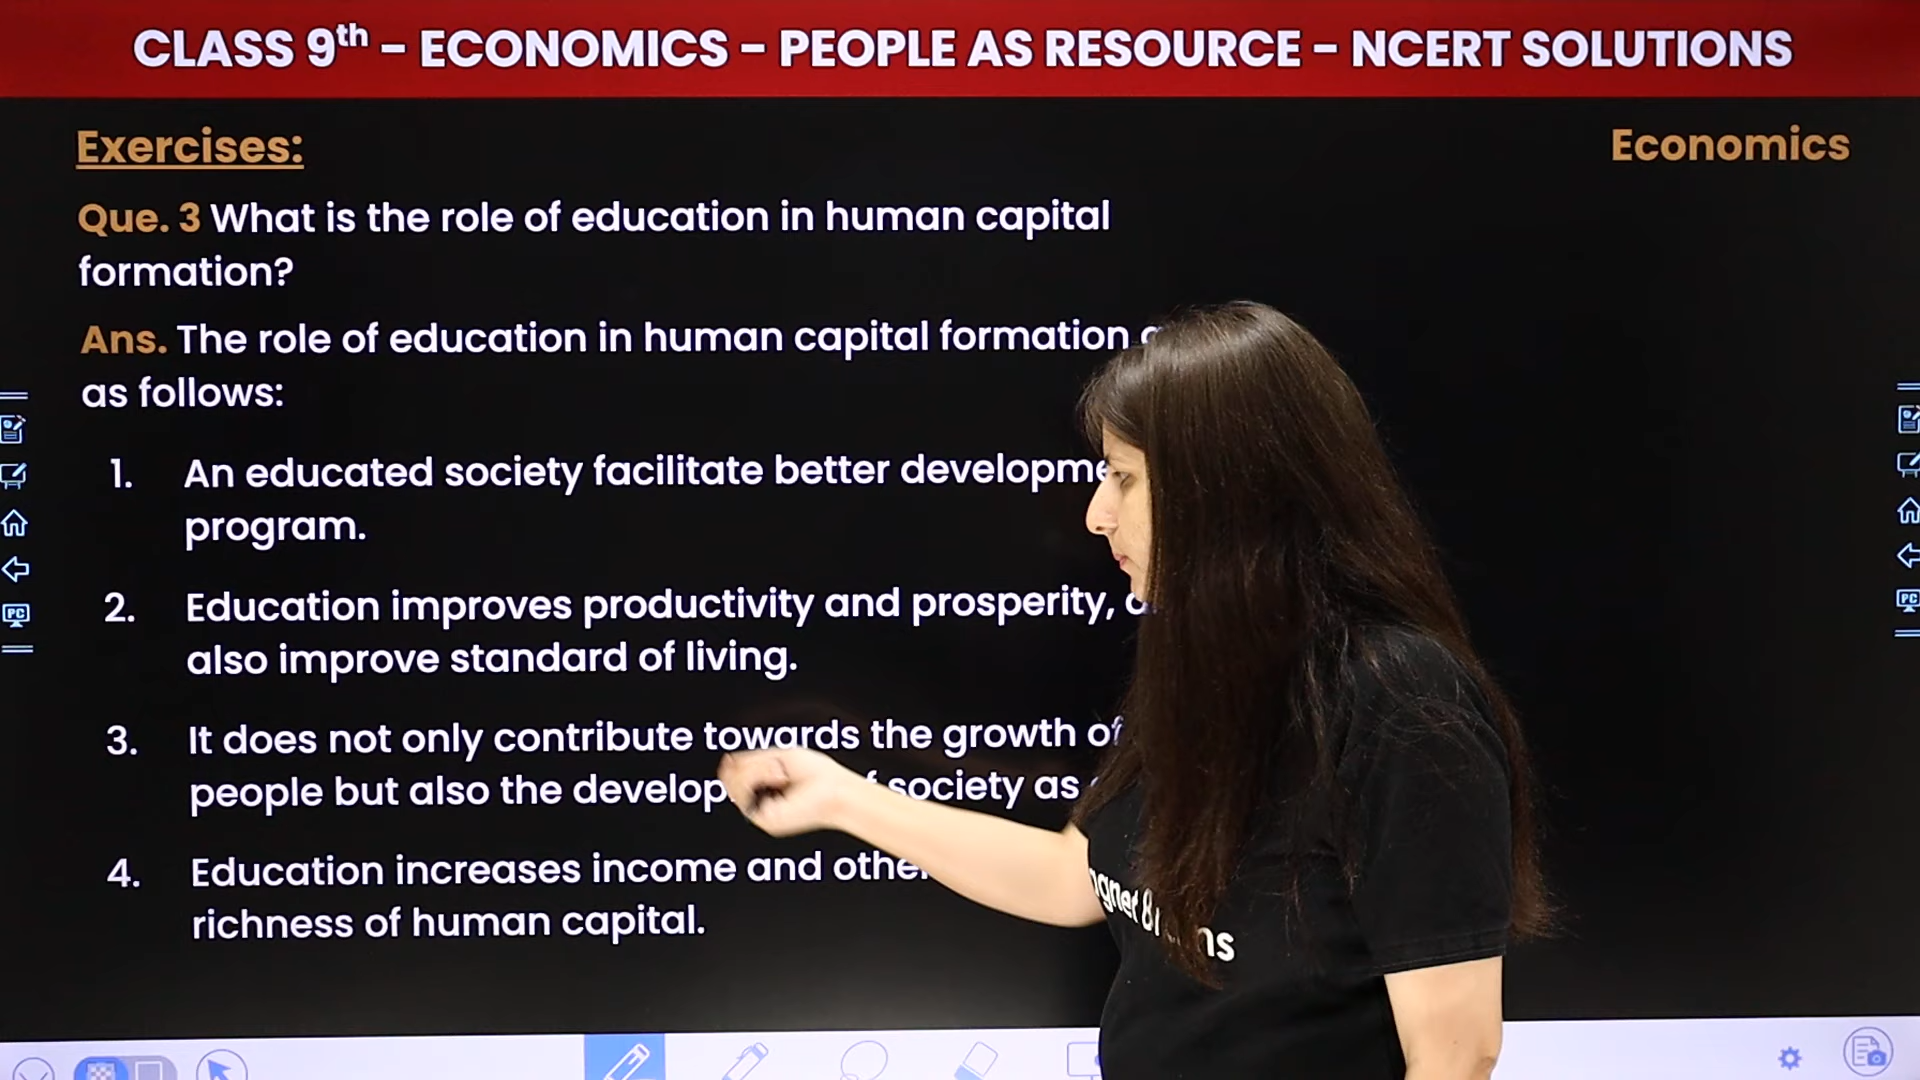 CLASS 9th – ECONOMICS – PEOPLE AS RESOURCE – NCERT SOLUTIONS
Exercises:
Economics
Que. 3 What is the role of education in human capital
formation?
Ans. The role of education in human capital formation
as follows:
1. An educated society facilitate better
program.
2. Education improves productivity and prosperity,
also improve standard of living.
3. It does not only contribute towards the growth of
people but also the society as
4. Education increases income and
richness of human capital.
PC
PC